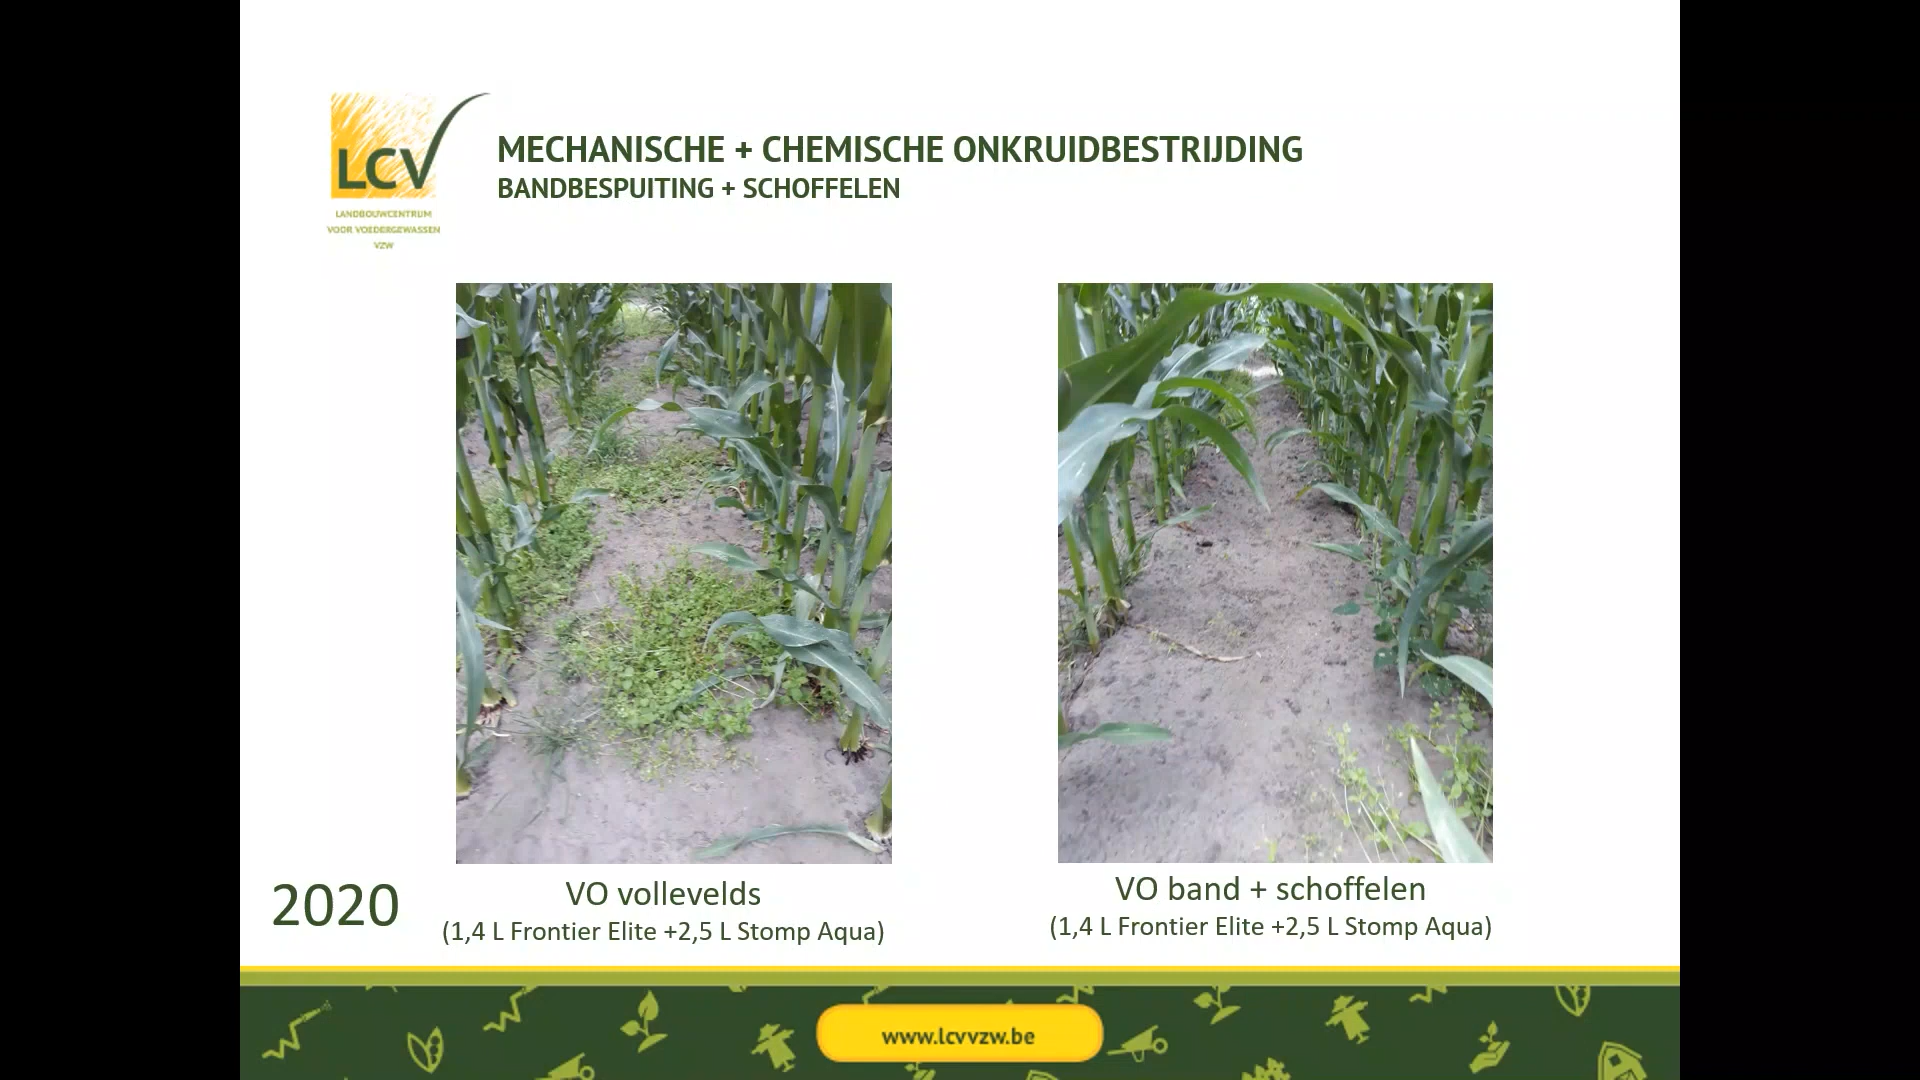 LCV
LANDBOUWCENTRUM
VOOR VOEDERGEWASSEN
VZW
MECHANISCHE + CHEMISCHE ONKRUIDBESTRIJDING
BANDBESPUITING + SCHOFFELEN
2020
VO vollevelds
(1,4 L Frontier Elite +2,5 L Stomp Aqua)
VO band + schoffelen
(1,4 L Frontier Elite +2,5 L Stomp Aqua)
www.lcvvzw.be